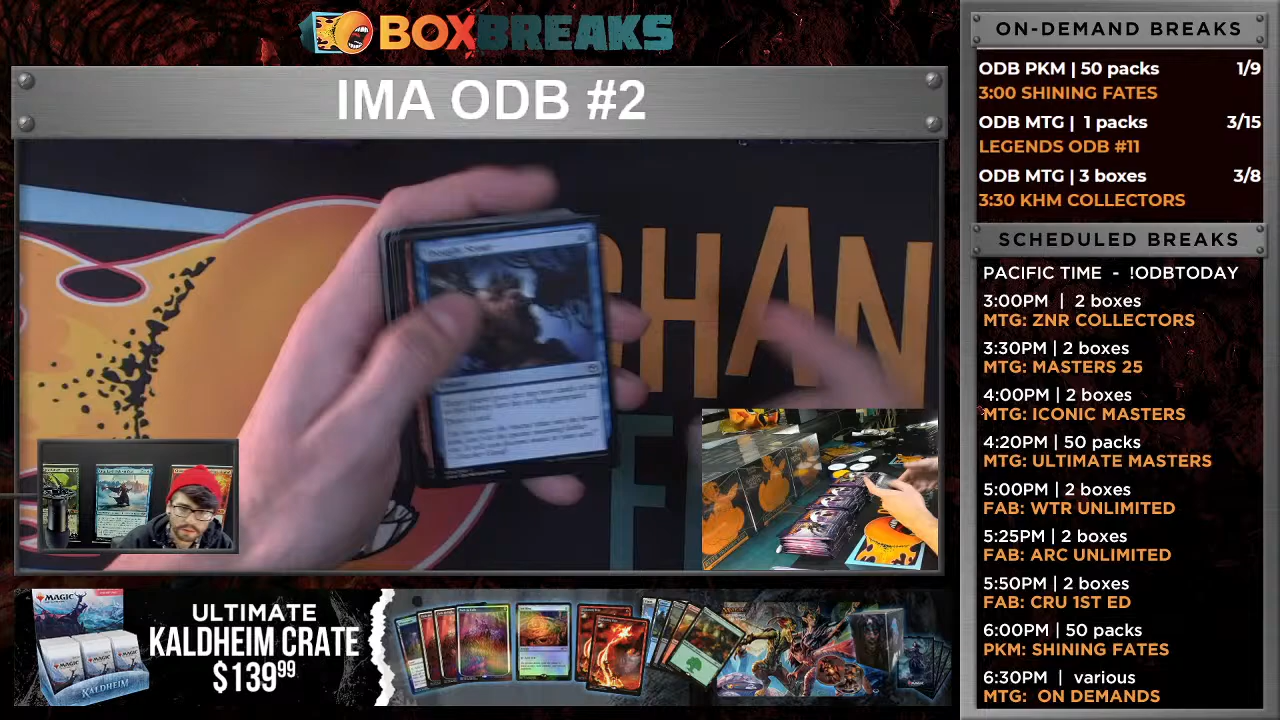 BOXBREAKS
IMA ODB #2
CHAN
F
ULTIMATE
KALDHEIM CRATE
$139⁹⁹
MAGIC
KALDHEIM
ON-DEMAND BREAKS
ODB PKM | 50 packs 1/9
3:00 SHINING FATES
ODB MTG | 1 packs 3/15
LEGENDS ODB #11
ODB MTG | 3 boxes 3/8
3:30 KHM COLLECTORS
SCHEDULED BREAKS
PACIFIC TIME - !ODBTODAY
3:00PM | 2 boxes
MTG: ZNR COLLECTORS
3:30PM | 2 boxes
MTG: MASTERS 25
4:00PM | 2 boxes
MTG: ICONIC MASTERS
4:20PM | 50 packs
MTG: ULTIMATE MASTERS
5:00PM | 2 boxes
FAB: WTR UNLIMITED
5:25PM | 2 boxes
FAB: ARC UNLIMITED
5:50PM | 2 boxes
FAB: CRU 1ST ED
6:00PM | 50 packs
PKM: SHINING FATES
6:30PM | various
MTG: ON DEMANDS